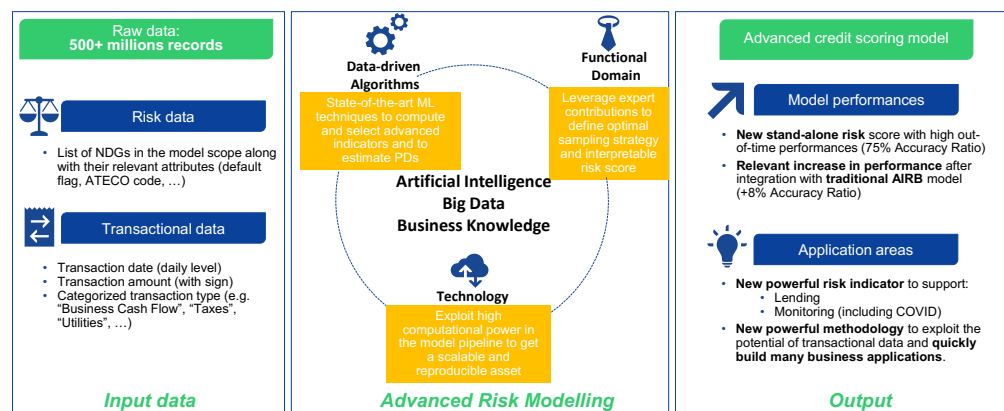 Raw data:
500+ millions records
Risk data
• List of NDGs in the model scope along
with their relevant attributes (default
flag, ATECO code, …)
Transactional data
• Transaction date (daily level)
• Transaction amount (with sign)
• Categorized transaction type (e.g.
“Business Cash Flow”, “Taxes”,
“Utilities”, …)
Input data
Data-driven
Algorithms
State-of-the-art ML
techniques to compute
and select advanced
indicators and to
estimate PDs
Functional
Domain
Leverage expert
contributions to
define optimal
sampling strategy
and interpretable
risk score
Artificial Intelligence
Big Data
Business Knowledge
Technology
Exploit high
computational power in
the model pipeline to get
a scalable and
reproducible asset
Advanced Risk Modelling
Advanced credit scoring model
Model performances
• New stand-alone risk score with high out-
of-time performances (75% Accuracy Ratio)
• Relevant increase in performance after
integration with traditional AIRB model
(+8% Accuracy Ratio)
Application areas
• New powerful risk indicator to support:
• Lending
• Monitoring (including COVID)
• New powerful methodology to exploit the
potential of transactional data and quickly
build many business applications.
Output